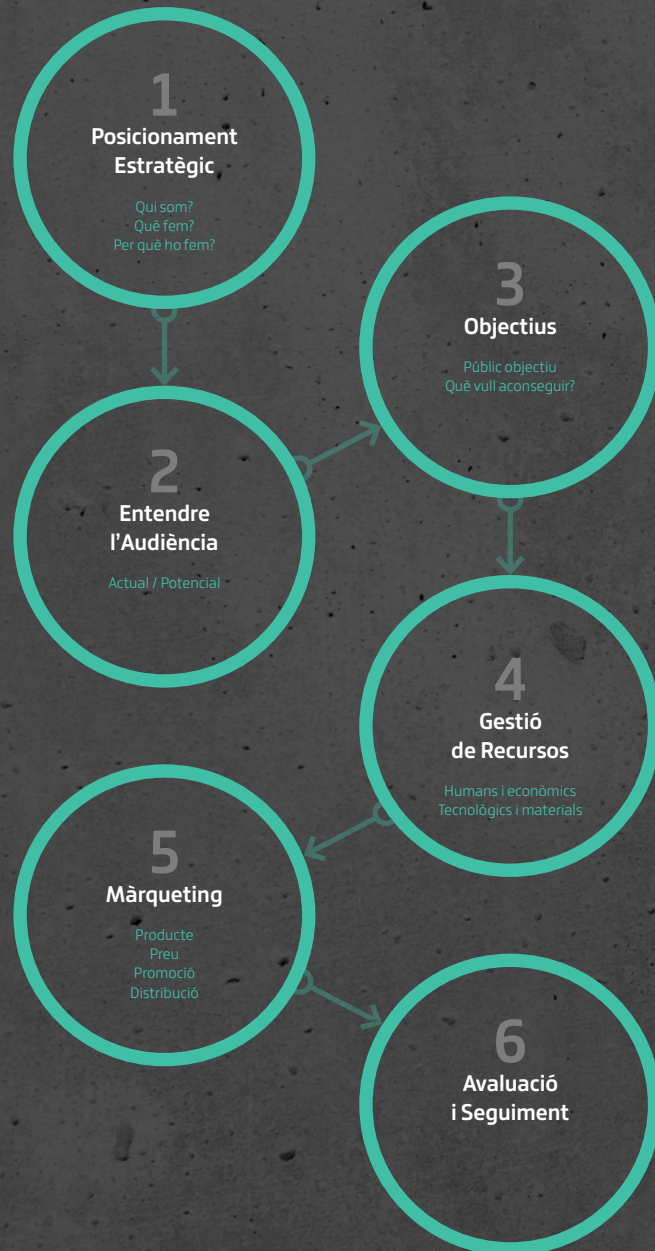 1
Posicionament
Estratègic
Qui som?
Què fem?
Per què ho fem?
2
Entendre
l’Audiència
Actual / Potencial
3
Objectius
Públic objectiu
Què vull aconseguir?
4
Gestió
de Recursos
Humans i econòmics
Tecnològics i materials
5
Màrqueting
Producte
Preu
Promoció
Distribució
6
Avaluació
i Seguiment